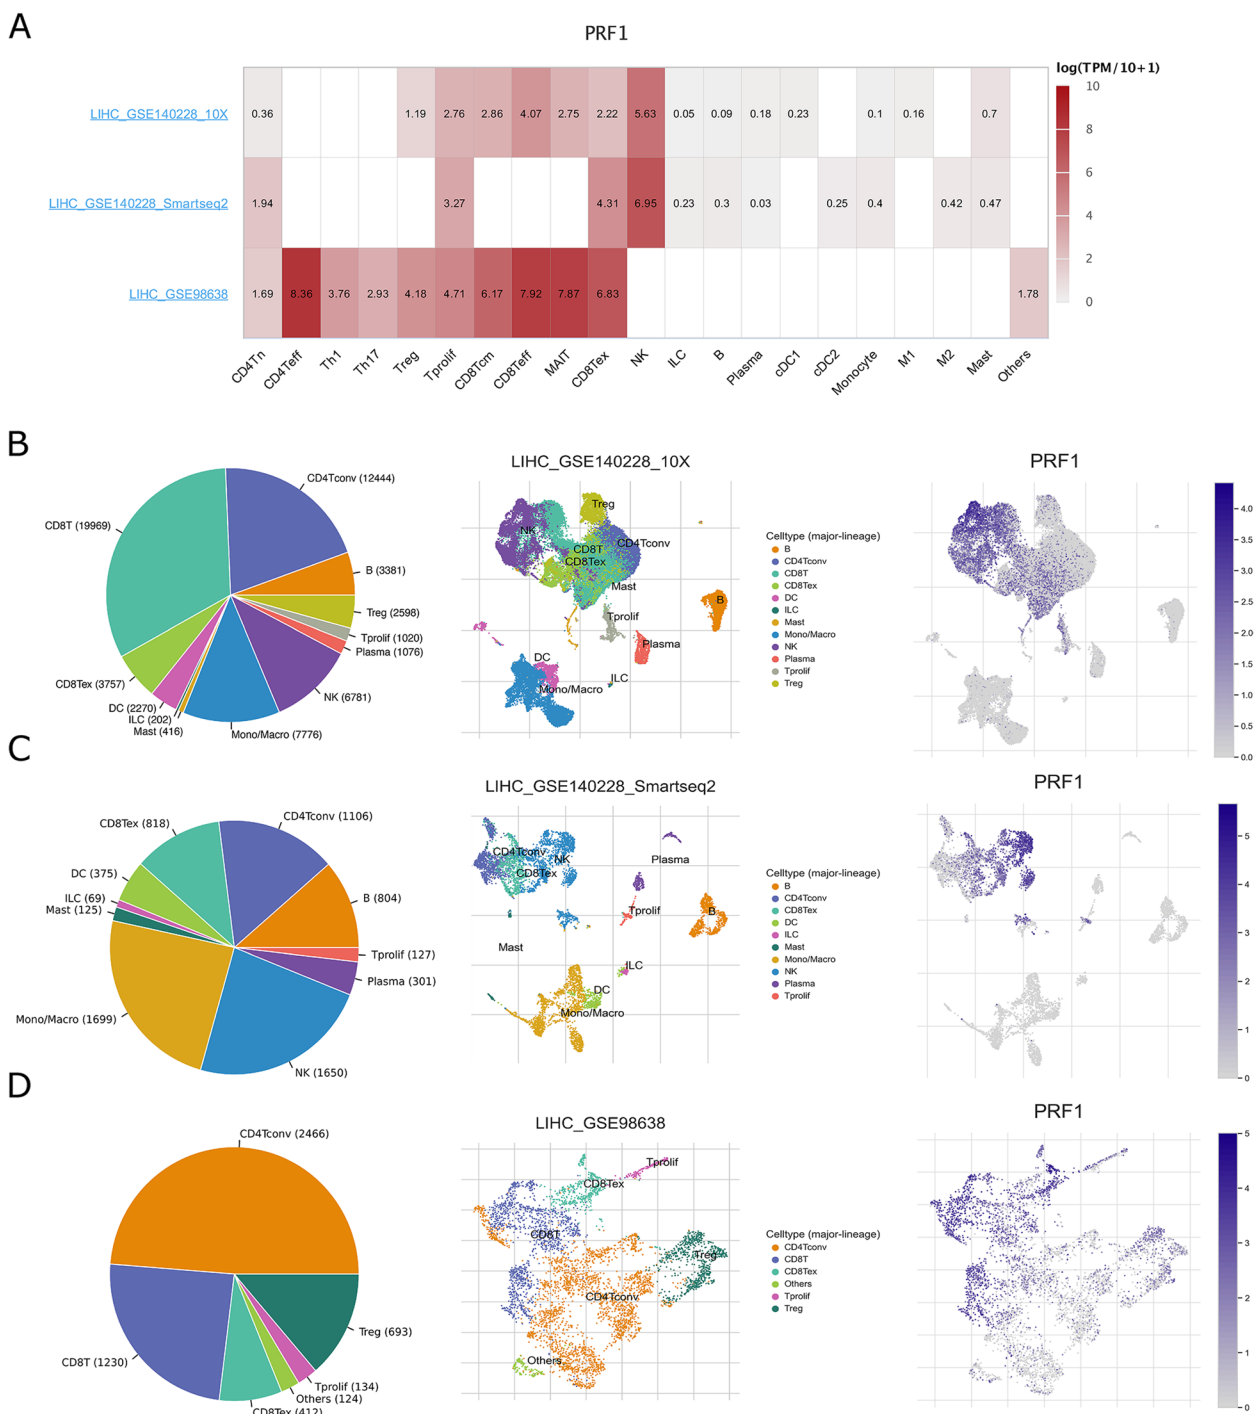 A
PRF1
log(TPM/10+1)
10
8
6
4
2
0
LIHC_GSE140228_10X
0.36 1.19 2.76 2.86 4.07 2.75 2.22 5.63 0.05 0.09 0.18 0.23 0.1 0.16 0.7
LIHC_GSE140228_Smartseq2
1.94 3.27 4.31 6.95 0.23 0.3 0.03 0.25 0.4 0.42 0.47
LIHC_GSE98638
1.69 8.36 3.76 2.93 4.18 4.71 6.17 7.92 7.87 6.83 1.78
CD4Tn CD4Teff Th1 Th17 Treg Tprolif CD8Tcm CD8Teff MAIT CD8Tex NK ILC B Plasma cDC1 cDC2 Monocyte M1 M2 Mast Others
B
CD4Tconv (12444)
CD8T (19969)
B (3381)
Treg (2598)
Tprolif (1020)
Plasma (1076)
CD8Tex (3757)
NK (6781)
DC (2270)
ILC (202)
Mast (416)
Mono/Macro (7776)
LIHC_GSE140228_10X
Treg
NK
CD4Tconv
CD8T
CD8Tex
Mast
B
Tprolif
Plasma
DC
ILC
Mono/Macro
Celltype (major-lineage)
B
CD4Tconv
CD8T
CD8Tex
DC
ILC
Mast
Mono/Macro
NK
Plasma
Tprolif
Treg
PRF1
4.0
3.5
3.0
2.5
2.0
1.5
1.0
0.5
0.0
C
CD4Tconv (1106)
CD8Tex (818)
DC (375)
ILC (69)
Mast (125)
B (804)
Tprolif (127)
Plasma (301)
Mono/Macro (1699)
NK (1650)
LIHC_GSE140228_Smartseq2
CD4Tconv
NK
Plasma
CD8Tex
Tprolif
B
Mast
ILC
DC
Mono/Macro
Celltype (major-lineage)
B
CD4Tconv
CD8Tex
DC
ILC
Mast
Mono/Macro
NK
Plasma
Tprolif
PRF1
5
4
3
2
1
0
D
CD4Tconv (2466)
Treg (693)
CD8T (1230)
Tprolif (134)
Others (124)
CD8Tex (412)
LIHC_GSE98638
Tprolif
CD8Tex
CD8T
Treg
CD4Tconv
Others
Celltype (major-lineage)
CD4Tconv
CD8T
CD8Tex
Others
Tprolif
Treg
PRF1
5
4
3
2
1
0